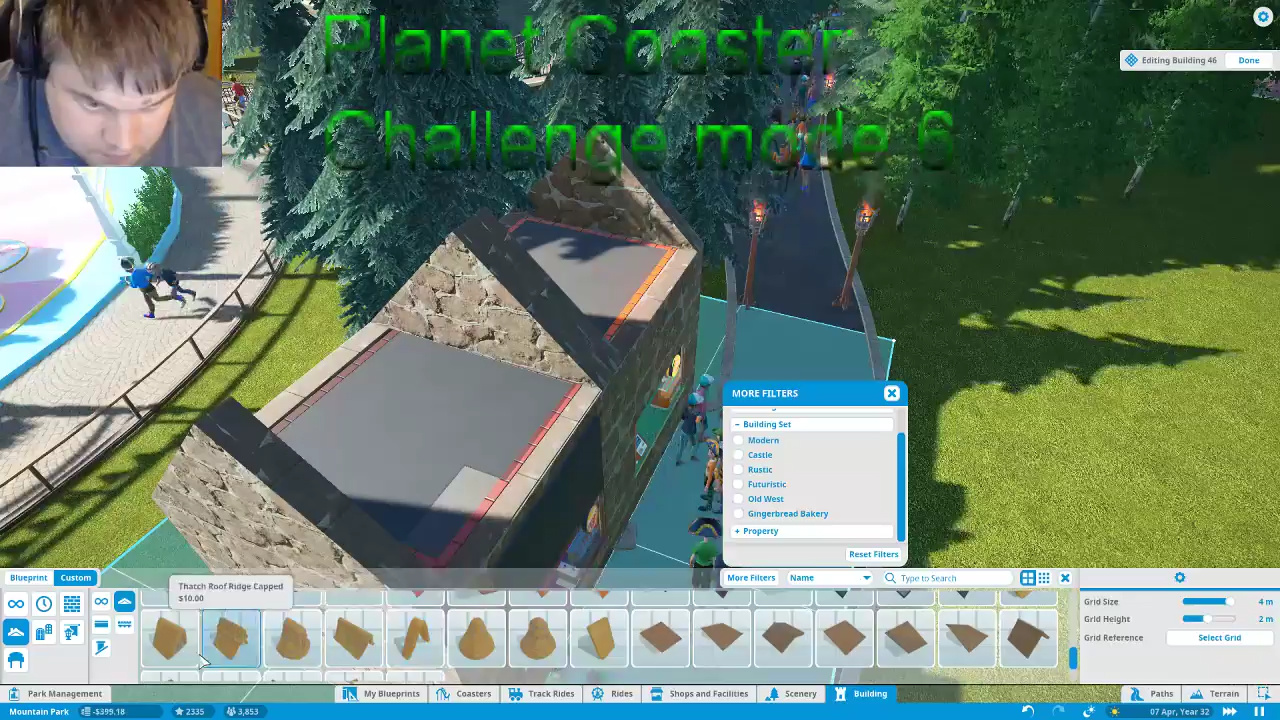 Planet Coaster
Challenge mode 6
Editing Building 46
Done
MORE FILTERS
− Building Set
Modern
Castle
Rustic
Futuristic
Old West
Gingerbread Bakery
+ Property
Reset Filters
Blueprint
Custom
More Filters
Name
Type to Search
Thatch Roof Ridge Capped
$10.00
Grid Size
4 m
Grid Height
2 m
Grid Reference
Select Grid
Park Management
My Blueprints
Coasters
Track Rides
Rides
Shops and Facilities
Scenery
Building
Paths
Terrain
Mountain Park
-$399.18
2335
3,853
07 Apr, Year 32